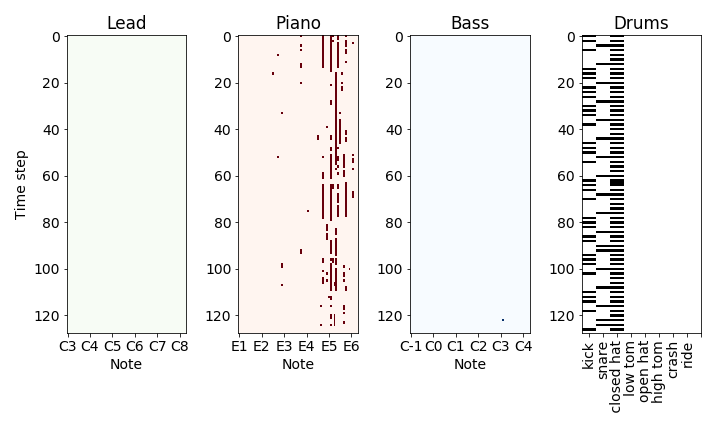 Lead Piano Bass Drums
0 0 0 0
20 20 20 20
40 40 40 40
60 60 60 60
80 80 80 80
100 100 100 100
120 120 120 120
Time step
C3 C4 C5 C6 C7 C8 E1 E2 E3 E4 E5 E6 C-1 C0 C1 C2 C3 C4
kick snare closed hat low tom open hat high tom crash ride
Note Note Note